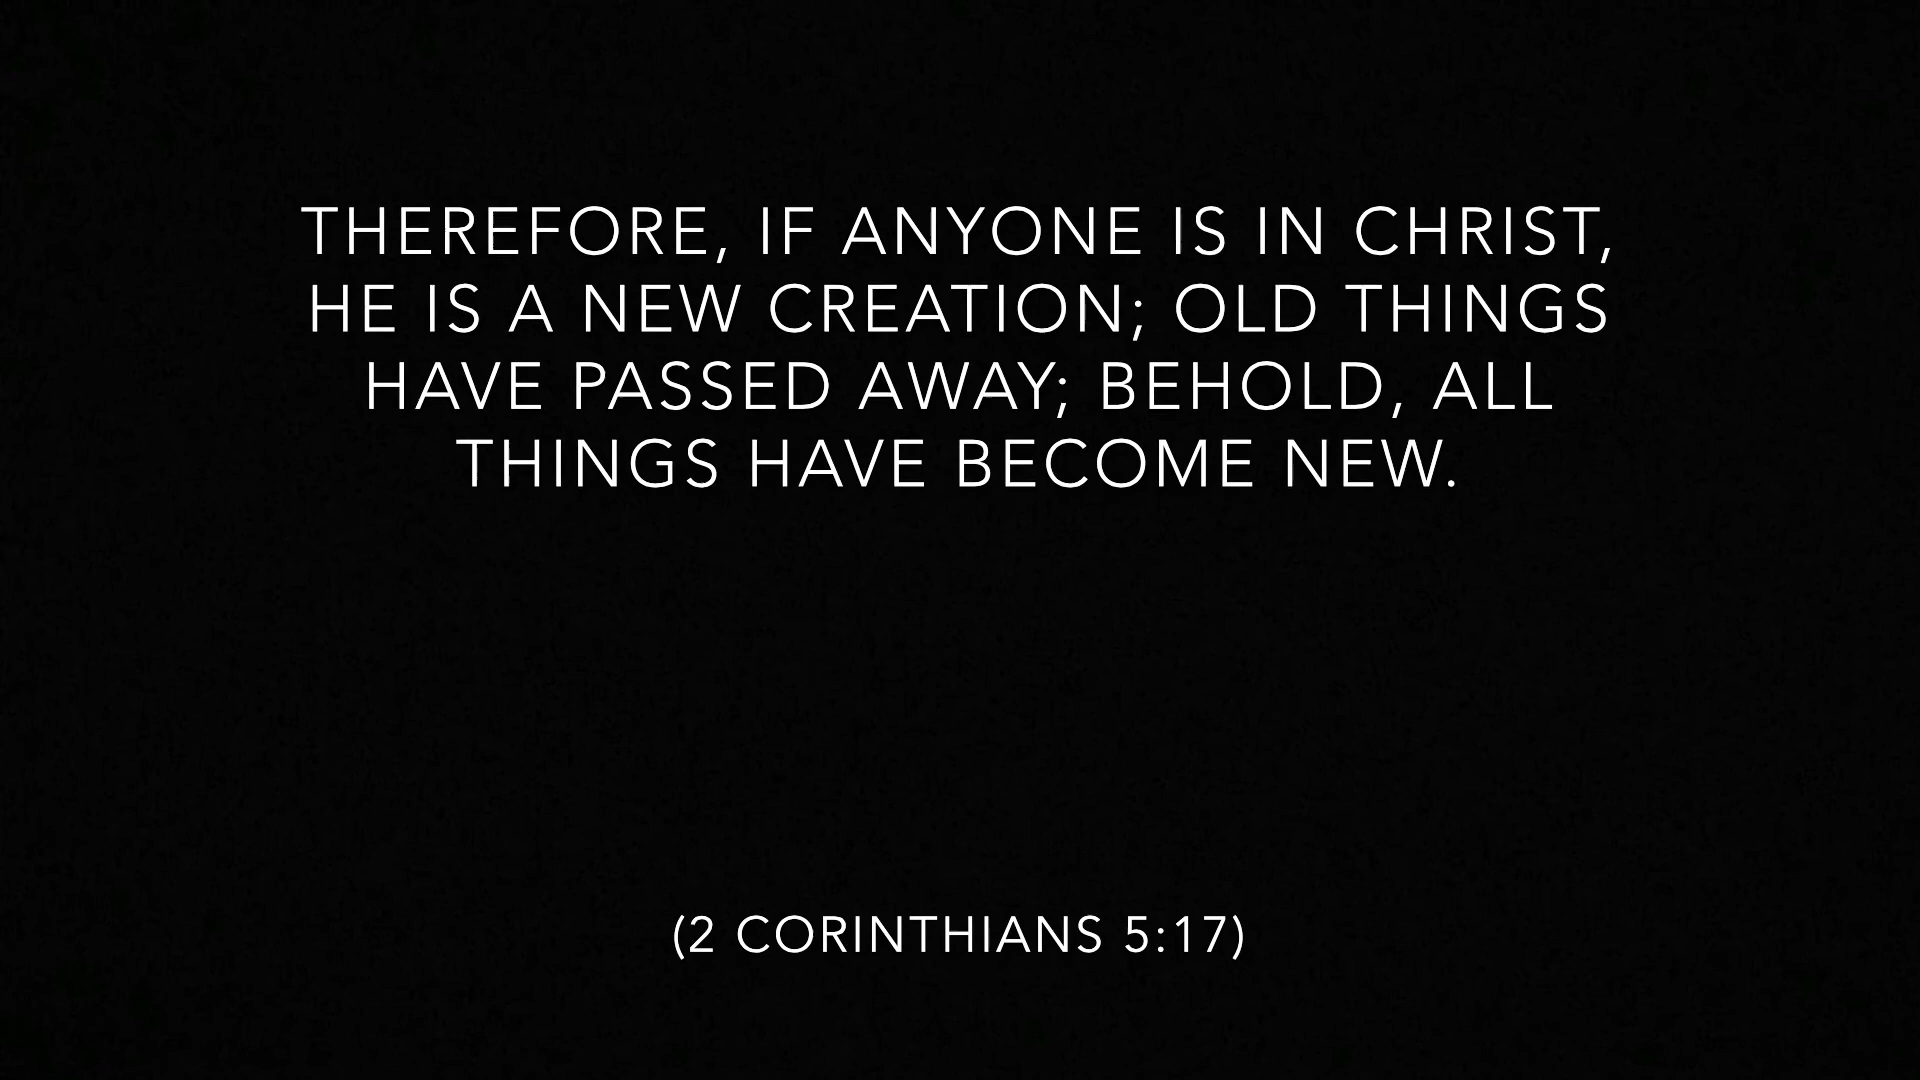 THEREFORE, IF ANYONE IS IN CHRIST,
HE IS A NEW CREATION; OLD THINGS
HAVE PASSED AWAY; BEHOLD, ALL
THINGS HAVE BECOME NEW.
(2 CORINTHIANS 5:17)